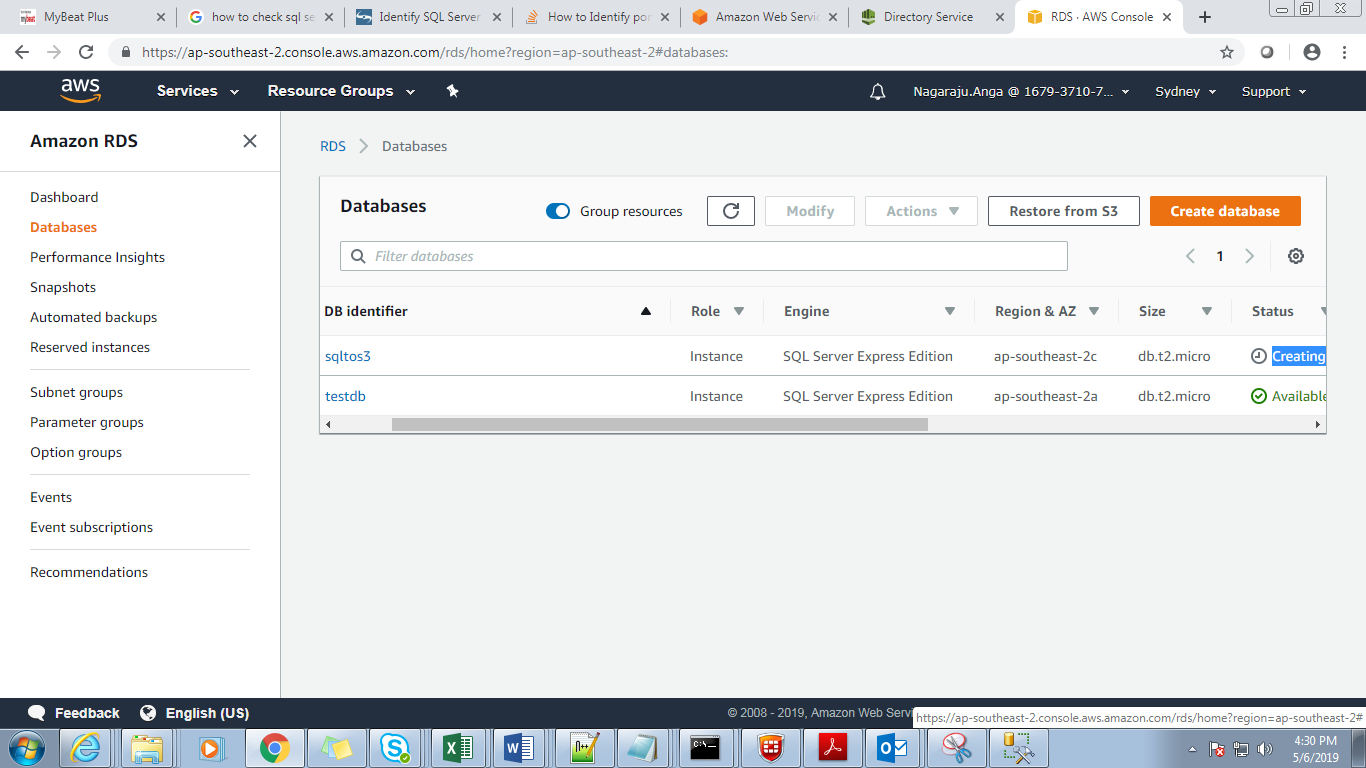 MyBeat Plus
how to check sql se
Identify SQL Server
How to Identify por
Amazon Web Servic
Directory Service
RDS · AWS Console
https://ap-southeast-2.console.aws.amazon.com/rds/home?region=ap-southeast-2#databases:
aws
Services
Resource Groups
Nagaraju.Anga @ 1679-3710-7...
Sydney
Support
Amazon RDS
Dashboard
Databases
Performance Insights
Snapshots
Automated backups
Reserved instances
Subnet groups
Parameter groups
Option groups
Events
Event subscriptions
Recommendations
RDS
Databases
Databases
Group resources
Modify
Actions
Restore from S3
Create database
Filter databases
1
DB identifier Role Engine Region & AZ Size Status
sqltos3 Instance SQL Server Express Edition ap-southeast-2c db.t2.micro Creating
testdb Instance SQL Server Express Edition ap-southeast-2a db.t2.micro Available
Feedback
English (US)
© 2008 - 2019, Amazon Web Servi
https://ap-southeast-2.console.aws.amazon.com/rds/home?region=ap-southeast-2#
4:30 PM
5/6/2019